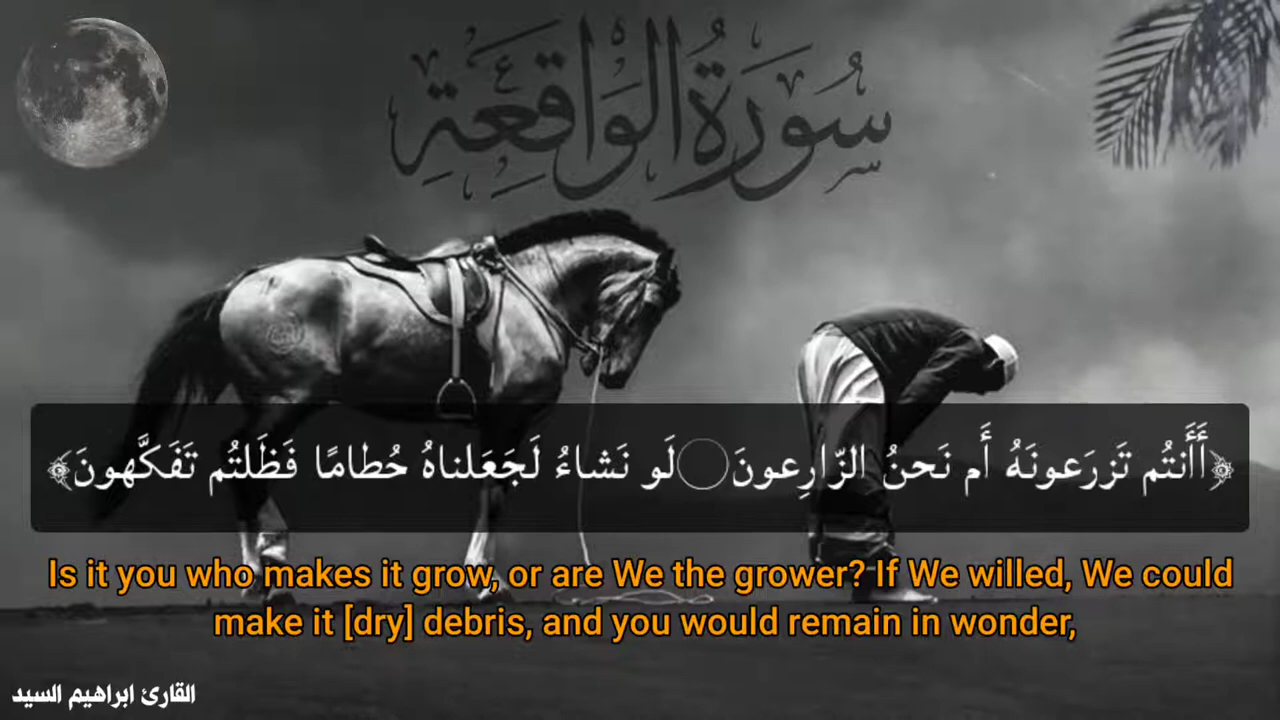 سُورَةُ الوَاقِعَةِ
﴿أَأَنتُم تَزرَعونَهُ أَم نَحنُ الزّارِعونَ۝لَو نَشاءُ لَجَعَلناهُ حُطامًا فَظَلتُم تَفَكَّهونَ﴾
Is it you who makes it grow, or are We the grower? If We willed, We could
make it [dry] debris, and you would remain in wonder,
القارئ ابراهيم السيد